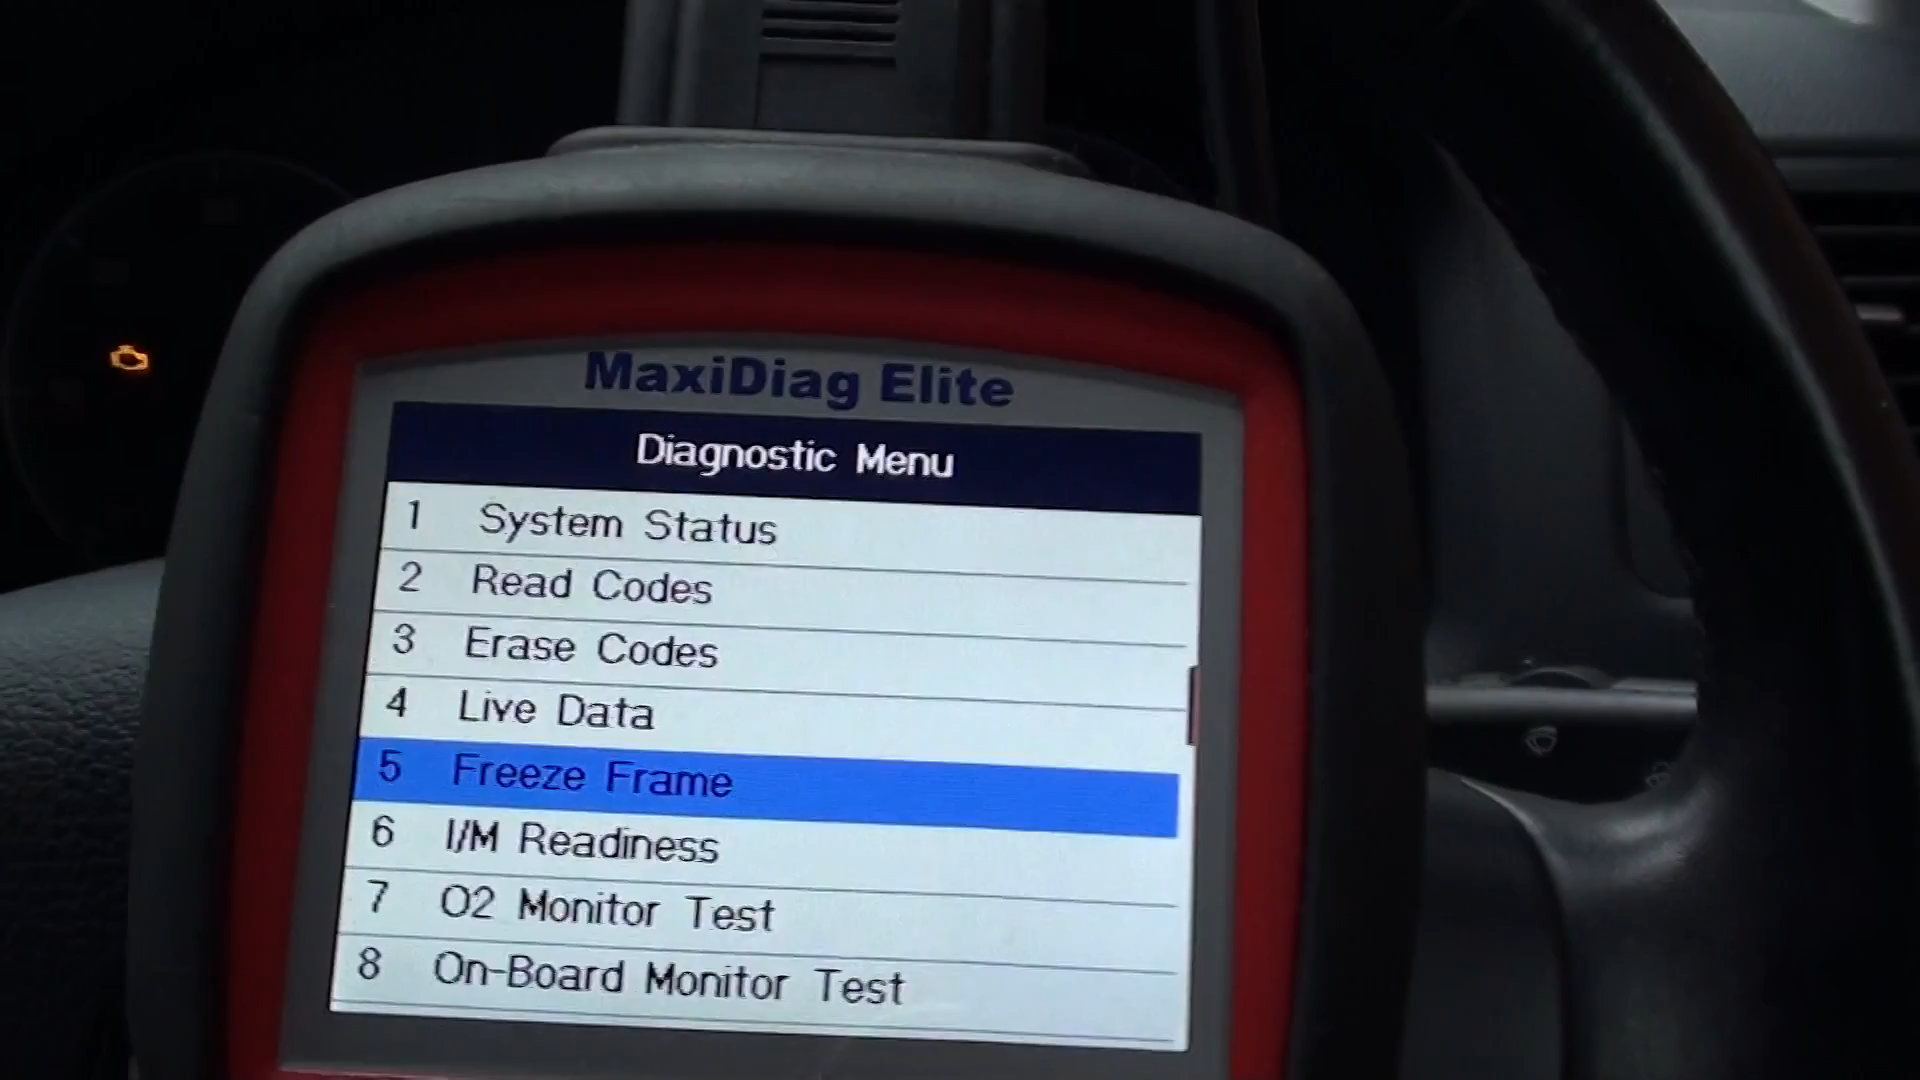 MaxiDiag Elite
Diagnostic Menu
1 System Status
2 Read Codes
3 Erase Codes
4 Live Data
5 Freeze Frame
6 I/M Readiness
7 O2 Monitor Test
8 On-Board Monitor Test